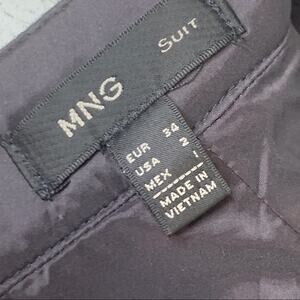 MNG
SUIT
EUR 34
USA 2
MEX 1
MADE IN
VIETNAM